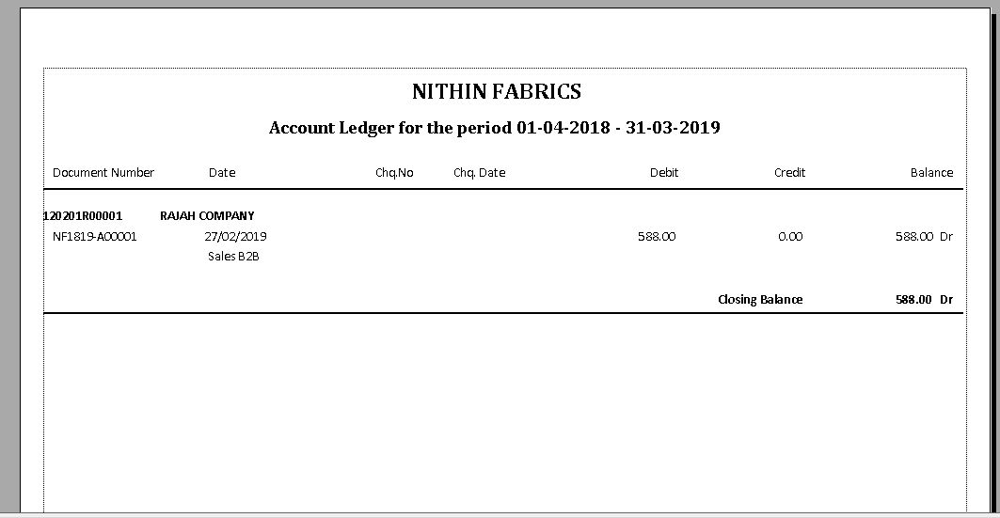 NITHIN FABRICS
Account Ledger for the period 01-04-2018 - 31-03-2019
Document Number Date Chq.No Chq. Date Debit Credit Balance
120201R00001 RAJAH COMPANY
NF1819-A00001 27/02/2019 588.00 0.00 588.00 Dr
Sales B2B
Closing Balance 588.00 Dr